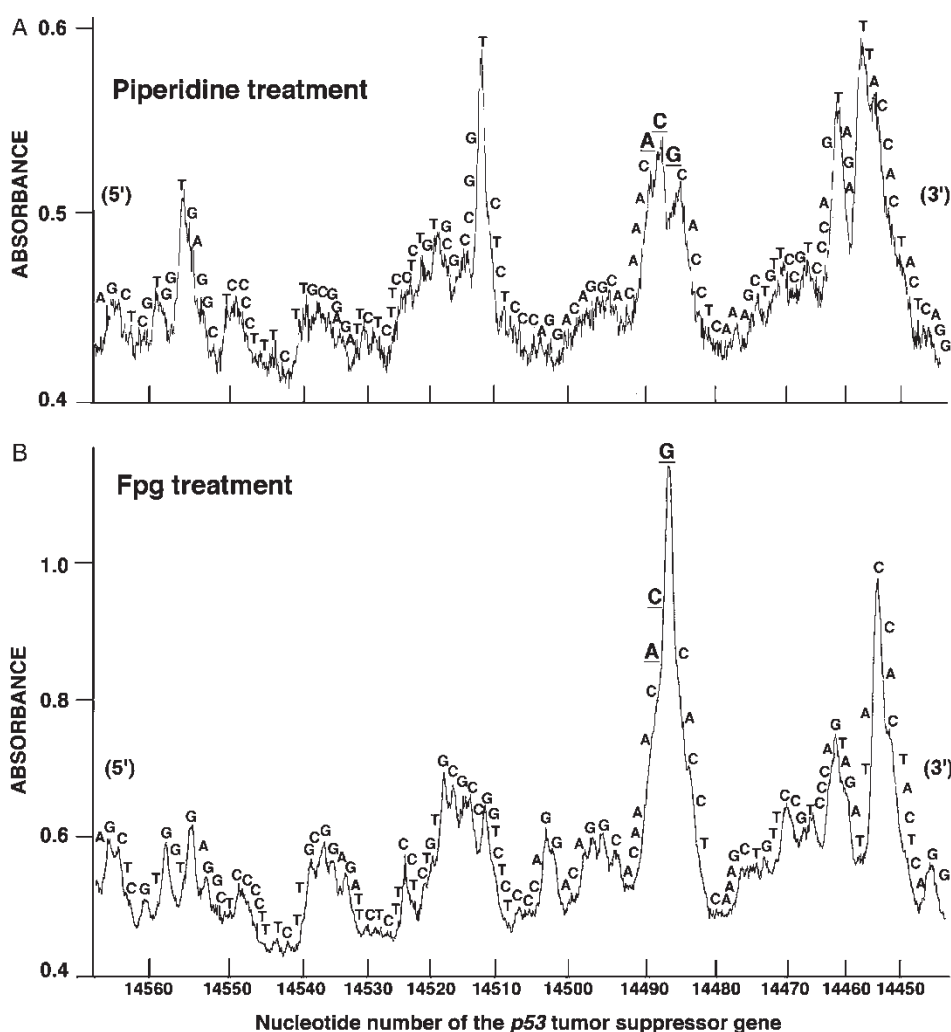 A
0.6
Piperidine treatment
ABSORBANCE
(5')
0.5
(3')
0.4
A G C T C G T G G T G A G G C T C C C T T T C T T G C G G A G A T T C T C T C C T C T G T G C G C C G G T C T C T C C C A G G A C A G G C A C A A A C A C G C A C C T C A A A G C T G T T C C G T C C C A G T A G A T T A C C A C T A C T C A G G
B
Fpg treatment
1.0
ABSORBANCE
0.8
(5')
(3')
0.6
0.4
14560 14550 14540 14530 14520 14510 14500 14490 14480 14470 14460 14450
Nucleotide number of the p53 tumor suppressor gene